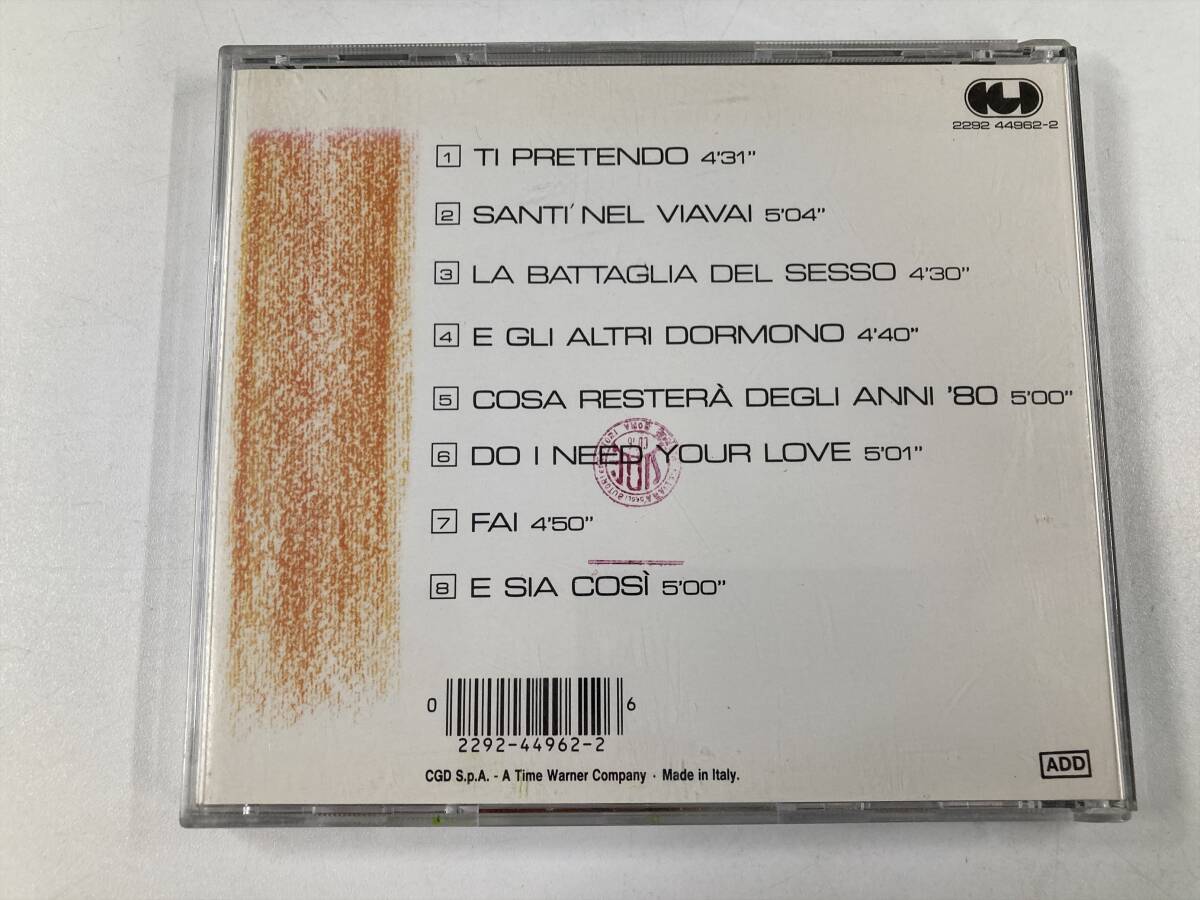 CGD
2292 44962-2
1 TI PRETENDO 4'31"
2 SANTI' NEL VIAVAI 5'04"
3 LA BATTAGLIA DEL SESSO 4'30"
4 E GLI ALTRI DORMONO 4'40"
5 COSA RESTERÀ DEGLI ANNI '80 5'00"
6 DO I NEED YOUR LOVE 5'01"
7 FAI 4'50"
8 E SIA COSÌ 5'00"
0 6
2292-44962-2
CGD S.p.A. - A Time Warner Company · Made in Italy.
ADD